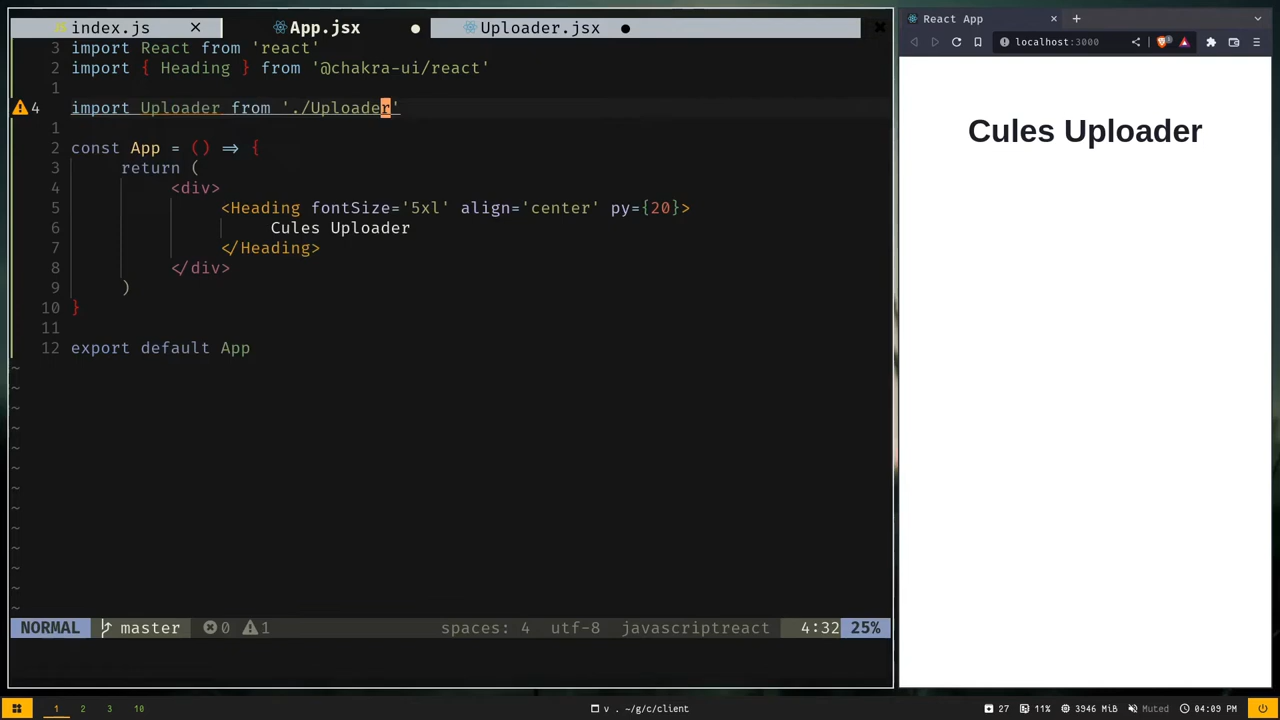 index.js ✕ App.jsx ● Uploader.jsx ●
3 import React from 'react'
2 import { Heading } from '@chakra-ui/react'
1
4 import Uploader from './Uploader'
1
2 const App = () => {
3 return (
4 <div>
5 <Heading fontSize='5xl' align='center' py={20}>
6 Cules Uploader
7 </Heading>
8 </div>
9 )
10 }
11
12 export default App
~
~
~
~
~
~
~
~
~
~
~
~
~
NORMAL master 0 1 spaces: 4 utf-8 javascriptreact 4:32 25%
React App
localhost:3000
1
Cules Uploader
1 2 3 10 v . ~/g/c/client 27 11% 3946 MiB Muted 04:09 PM